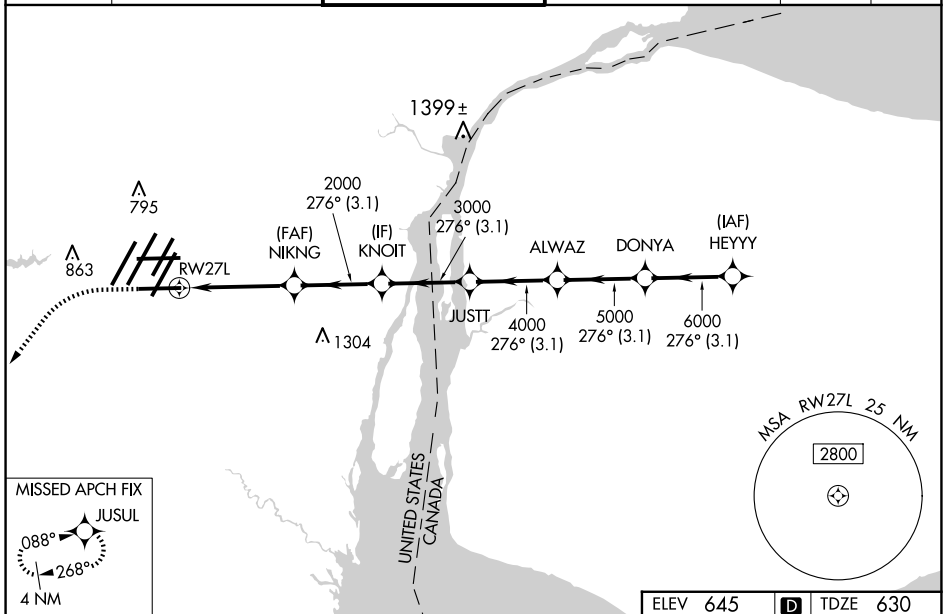 1399±
795
863
RW27L
(FAF)
NIKNG
2000
276° (3.1)
(IF)
KNOIT
3000
276° (3.1)
JUSTT
ALWAZ
DONYA
(IAF)
HEYYY
4000
276° (3.1)
5000
276° (3.1)
6000
276° (3.1)
1304
UNITED STATES
CANADA
MSA RW27L 25 NM
2800
MISSED APCH FIX
JUSUL
088°
268°
4 NM
ELEV 645 D TDZE 630